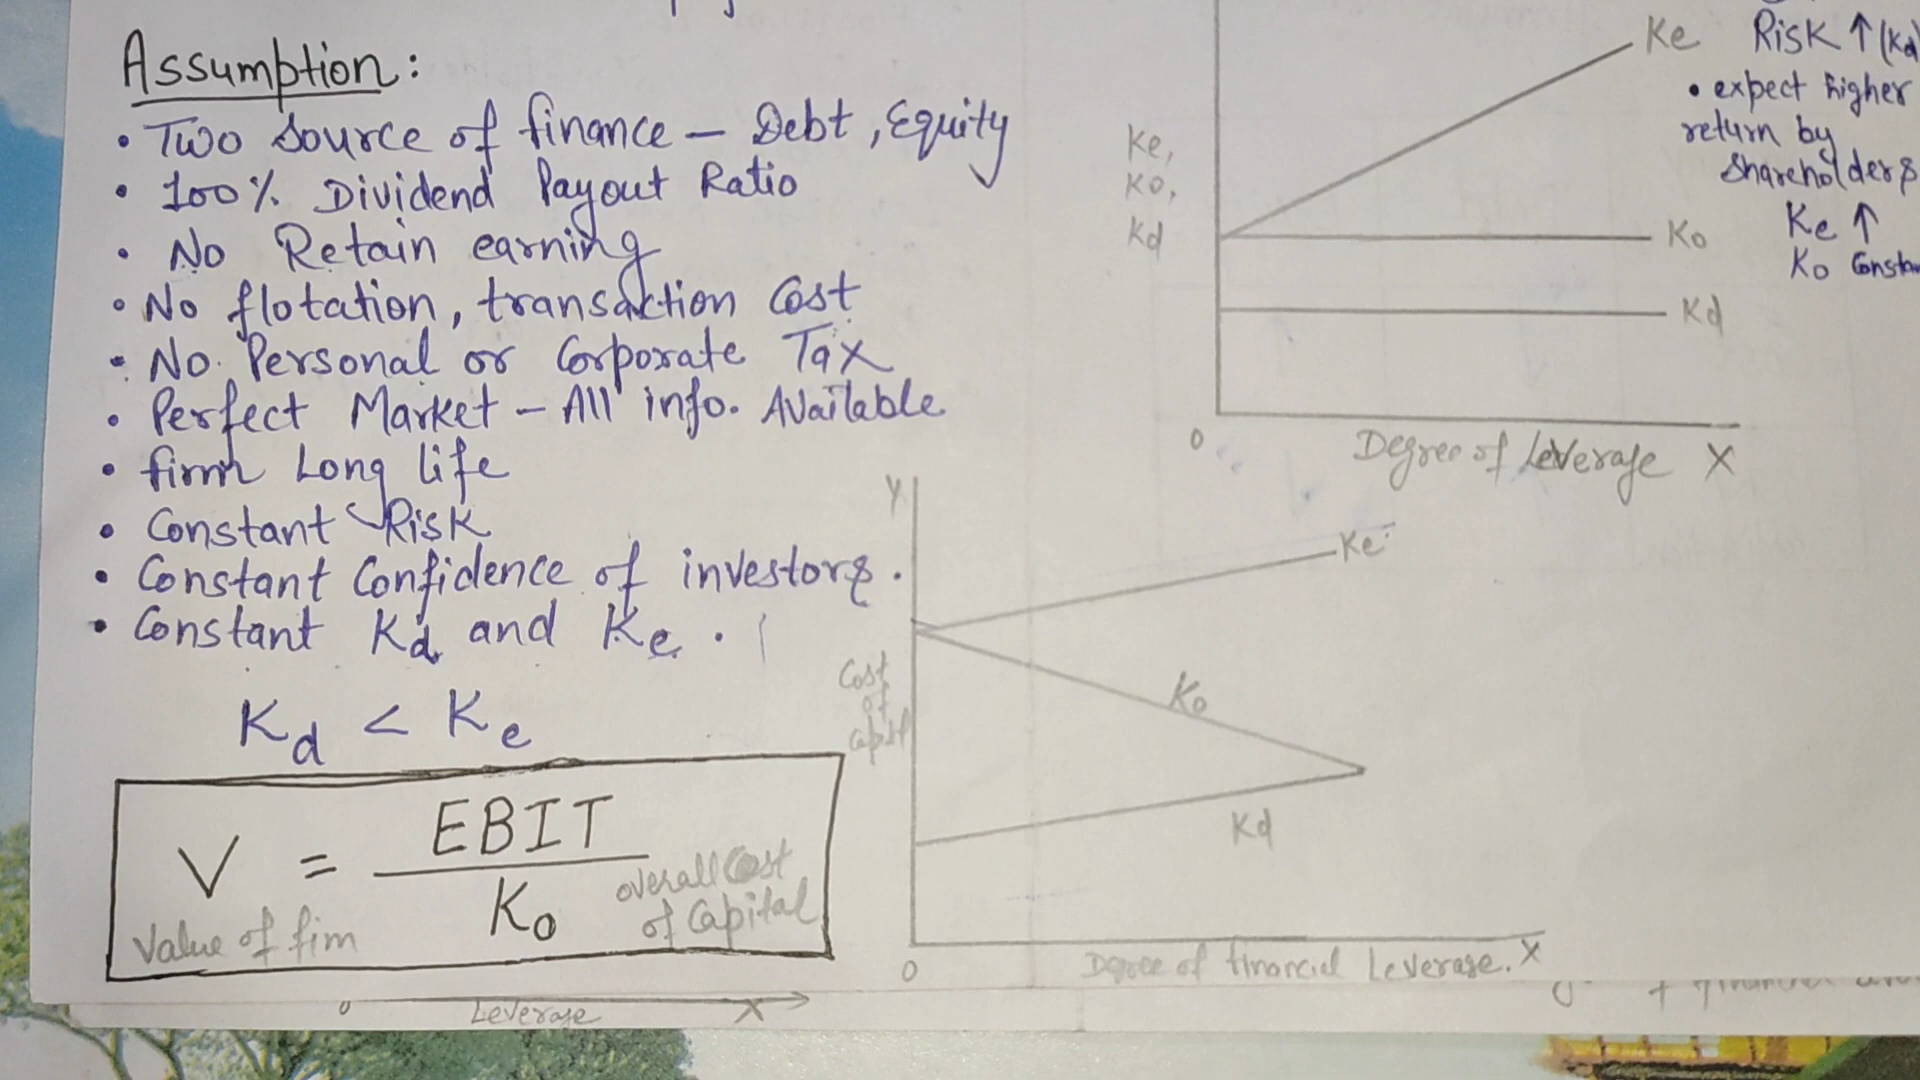 Assumption:
• Two source of finance – Debt, Equity
• 100% Dividend Payout Ratio
• No Retain earning
• No flotation, transaction Cost
• No. Personal or Corporate Tax
• Perfect Market – All info. Available
• firm Long life
• Constant Risk
• Constant Confidence of investors.
• Constant Kd and Ke.
Kd < Ke
V = EBIT / Ko
Value of fim
overall Cost
of Capital
0 Leverage X
Ke
Ke,
Ko,
Kd
Ko
Kd
0
Degree of Leverage X
Risk ↑ (Kd)
• expect higher
return by
shareholders
Ke ↑
Ko
Y
Ke
Cost
of
Ko
Kd
0
Degree of financial Leverage. X